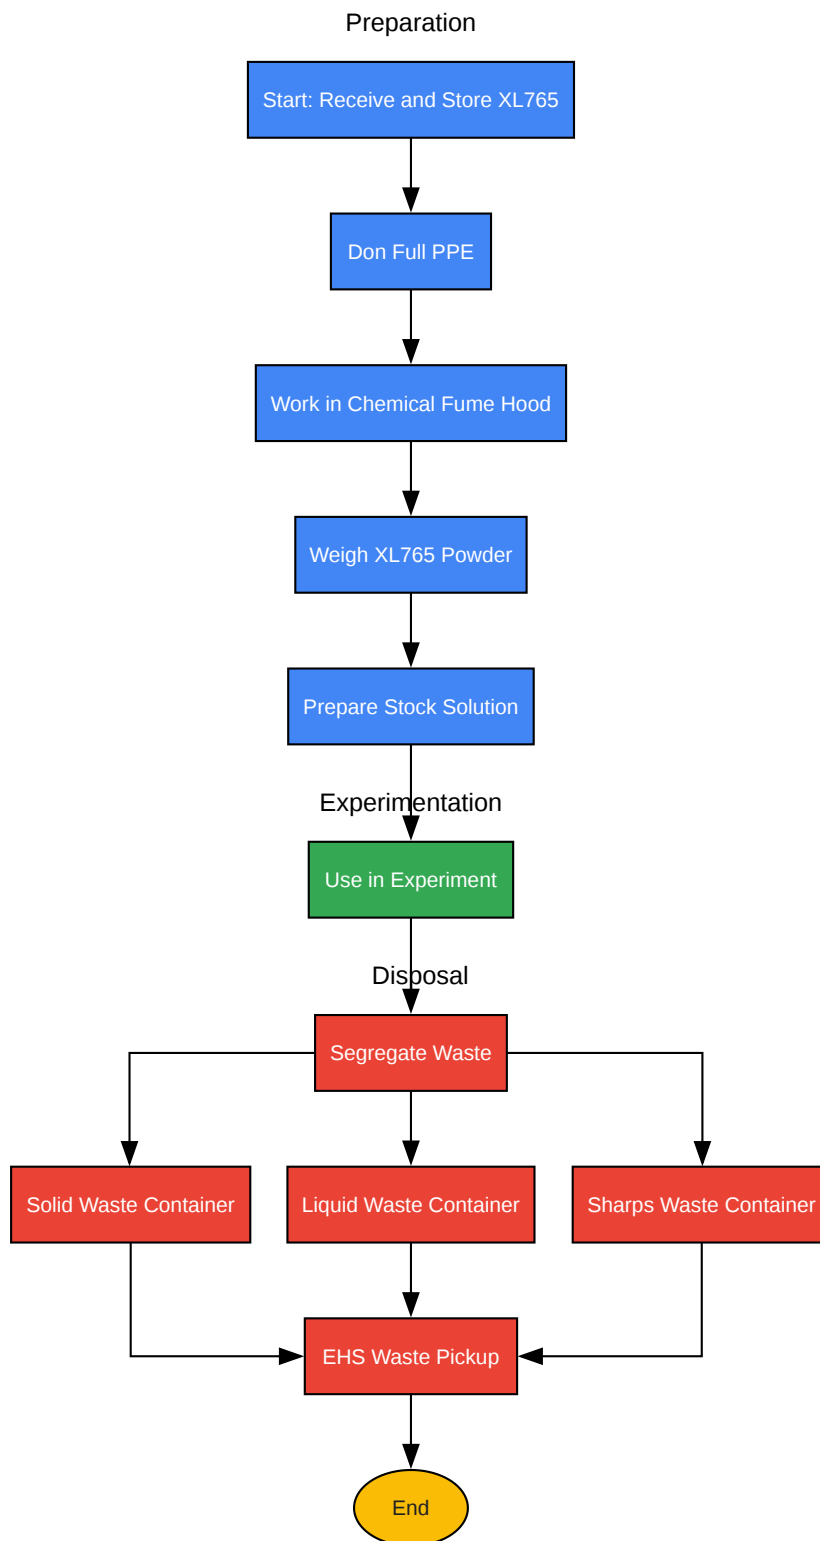 Preparation
Start: Receive and Store XL765
Don Full PPE
Work in Chemical Fume Hood
Weigh XL765 Powder
Prepare Stock Solution
Experimentation
Use in Experiment
Disposal
Segregate Waste
Solid Waste Container
Liquid Waste Container
Sharps Waste Container
EHS Waste Pickup
End